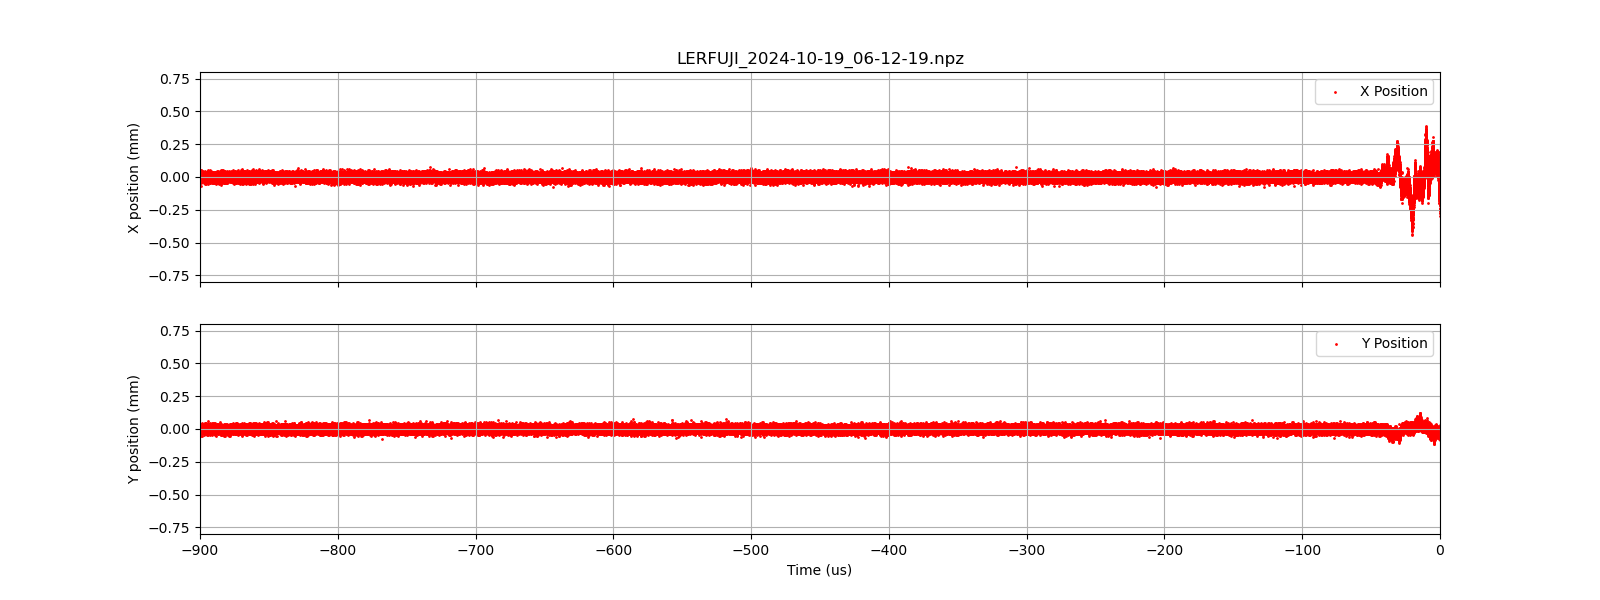 LERFUJI_2024-10-19_06-12-19.npz
X position (mm)
0.75
0.50
0.25
0.00
−0.25
−0.50
−0.75
X Position
Y position (mm)
0.75
0.50
0.25
0.00
−0.25
−0.50
−0.75
Y Position
−900 −800 −700 −600 −500 −400 −300 −200 −100 0
Time (us)